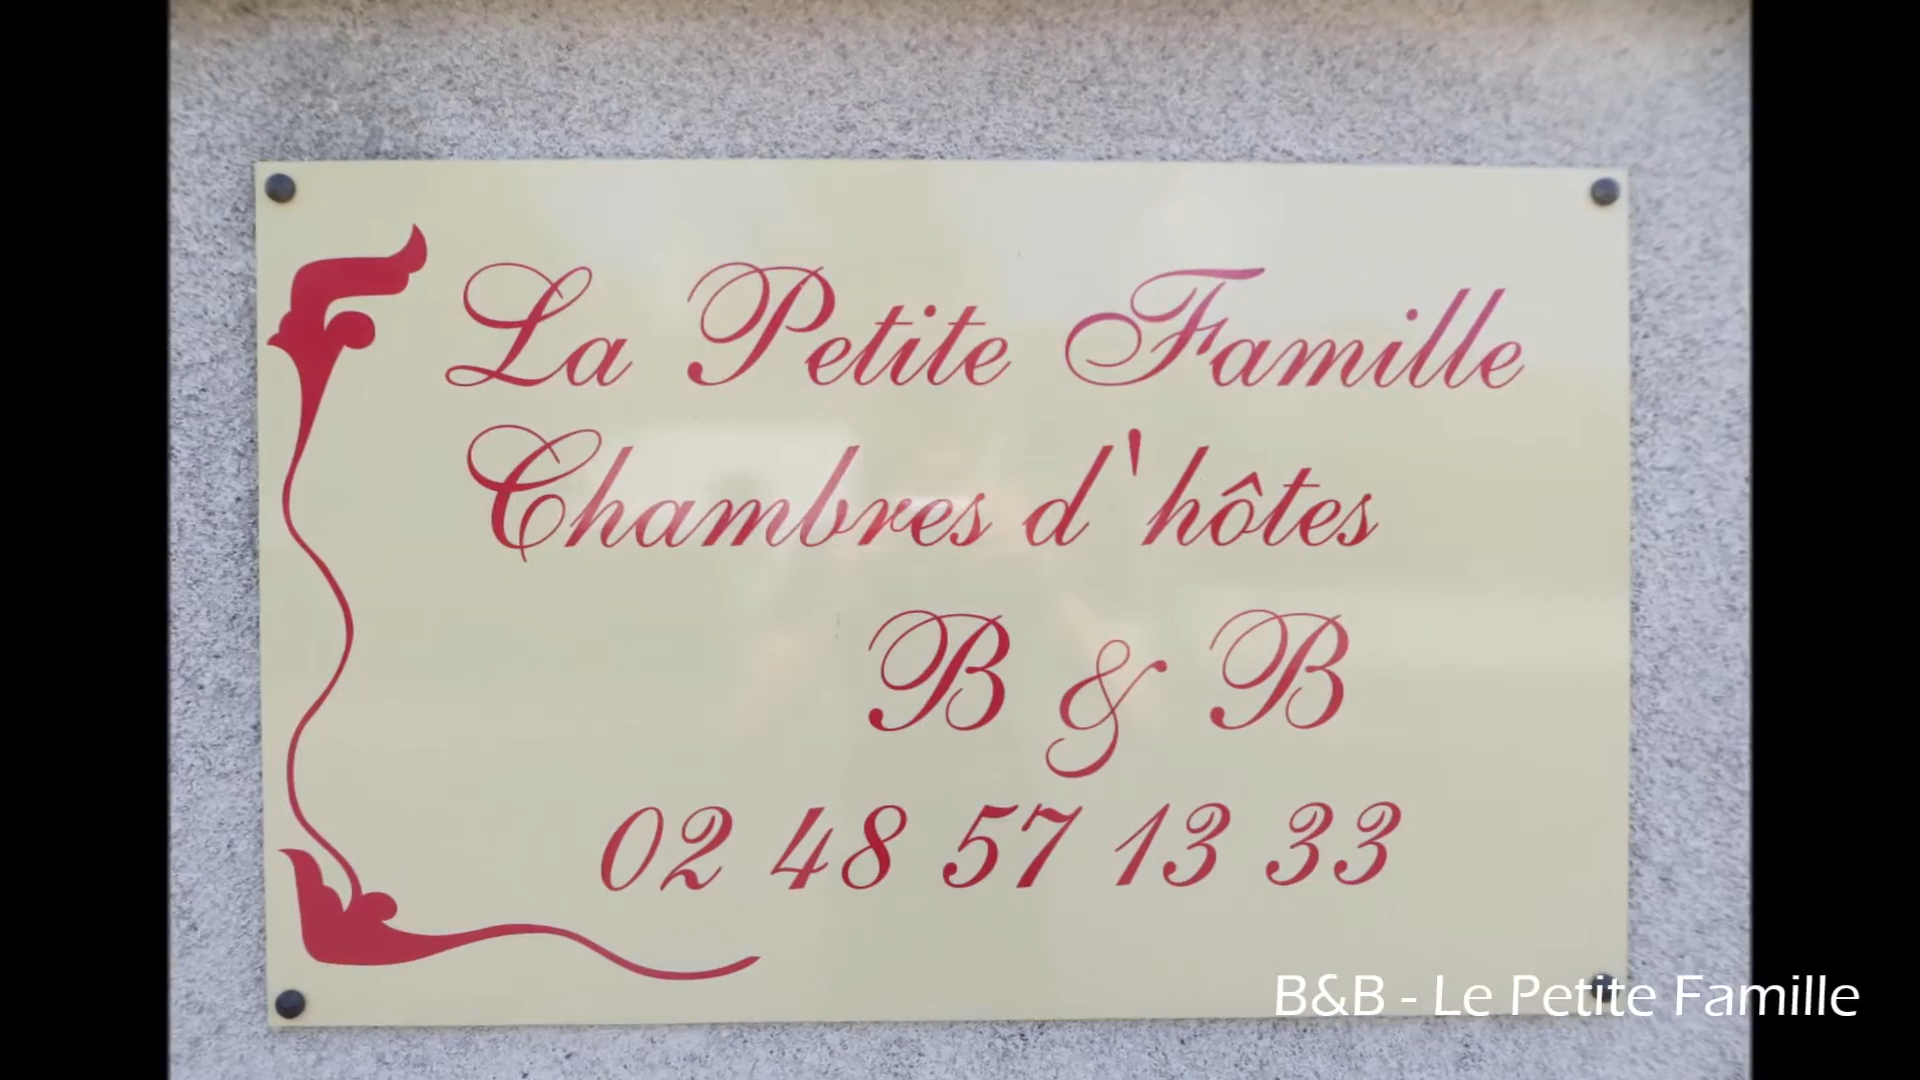 La Petite Famille
Chambres d'hôtes
B & B
02 48 57 13 33
B&B - Le Petite Famille